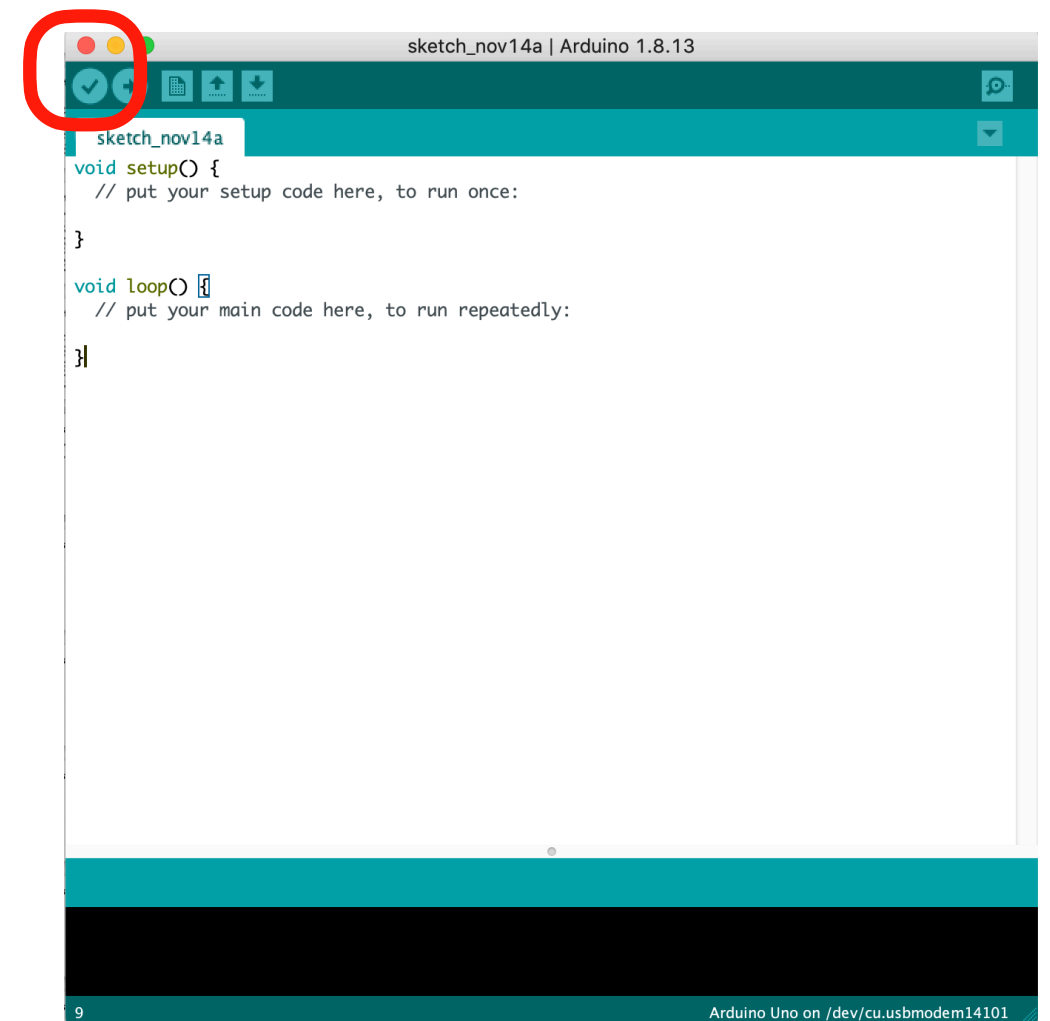 sketch_nov14a | Arduino 1.8.13
sketch_nov14a
void setup() {
  // put your setup code here, to run once:
}
void loop() {
  // put your main code here, to run repeatedly:
}
9
Arduino Uno on /dev/cu.usbmodem14101